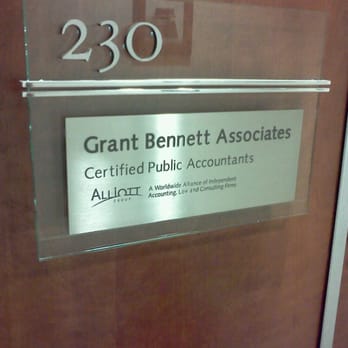 230
Grant Bennett Associates
Certified Public Accountants
ALLIOTT
GROUP
A Worldwide Alliance of Independent
Accounting, Law and Consulting Firms